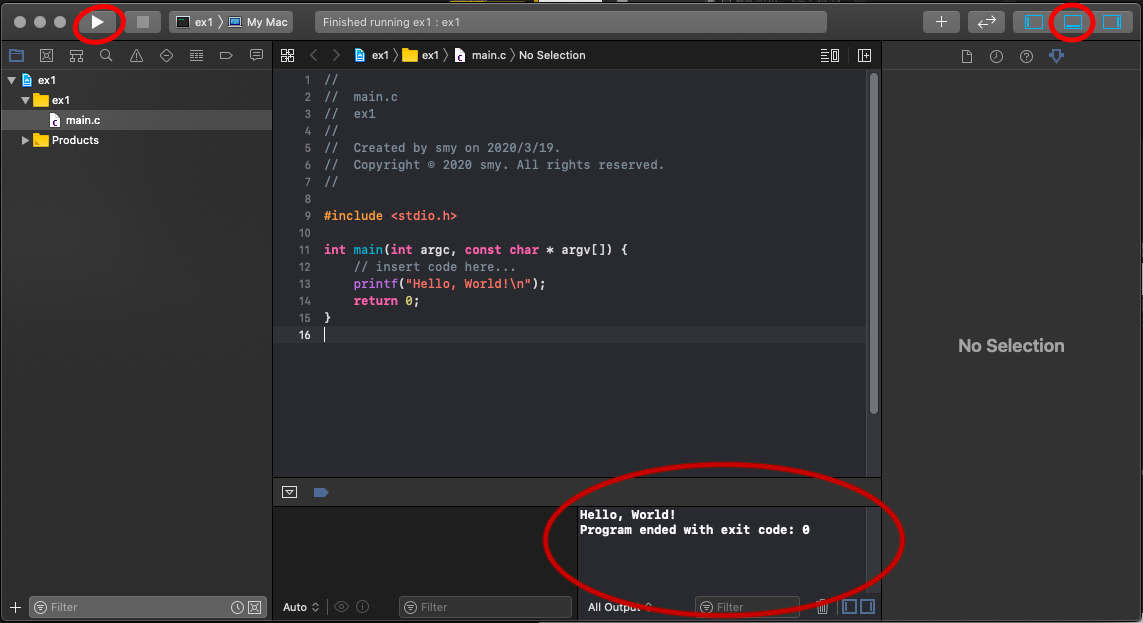 ex1 〉 My Mac
Finished running ex1 : ex1
ex1
ex1
main.c
Products
ex1 〉 ex1 〉 main.c 〉 No Selection
1 //
2 //  main.c
3 //  ex1
4 //
5 //  Created by smy on 2020/3/19.
6 //  Copyright © 2020 smy. All rights reserved.
7 //
8
9 #include <stdio.h>
10
11 int main(int argc, const char * argv[]) {
12     // insert code here...
13     printf("Hello, World!\n");
14     return 0;
15 }
16
No Selection
Hello, World!
Program ended with exit code: 0
Filter
Auto
Filter
All Output
Filter